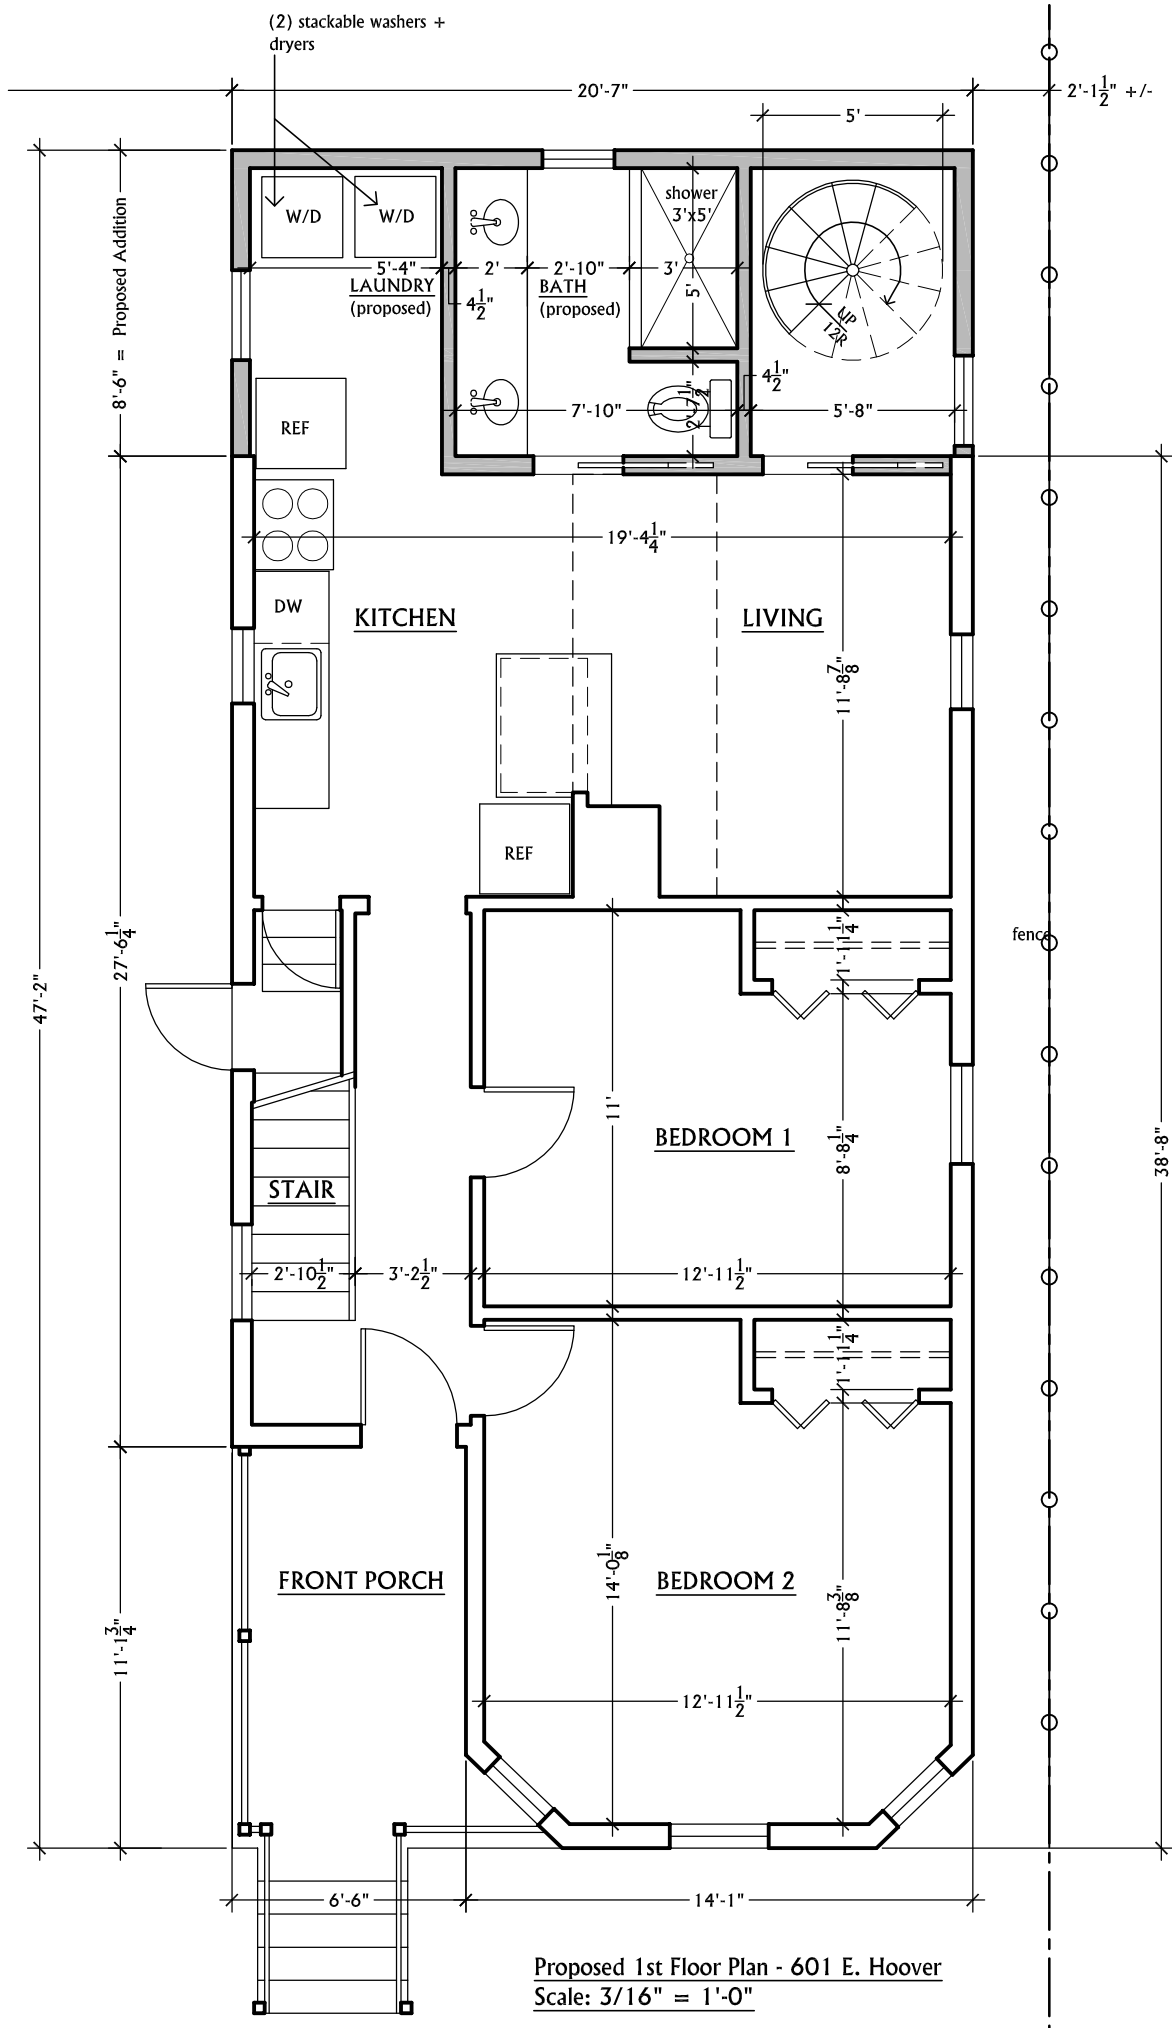 (2) stackable washers +
dryers
20'-7"
2'-1 1/2" +/-
5'
W/D
W/D
shower
3'x5'
5'-4"
2'
2'-10"
3'
5'
LAUNDRY
(proposed)
4 1/2"
BATH
(proposed)
UP
12R
8'-6" = Proposed Addition
REF
7'-10"
2'-7 1/2"
4 1/2"
5'-8"
19'-4 1/4"
DW
KITCHEN
LIVING
11'-8 7/8"
REF
27'-6 1/4"
47'-2"
fence
1'-11 1/4"
11'
BEDROOM 1
8'-8 1/4"
38'-8"
STAIR
2'-10 1/2"
3'-2 1/2"
12'-11 1/2"
1'-11 1/4"
FRONT PORCH
14'-0 1/8"
BEDROOM 2
11'-8 3/8"
11'-1 3/4"
12'-11 1/2"
6'-6"
14'-1"
Proposed 1st Floor Plan - 601 E. Hoover
Scale: 3/16" = 1'-0"